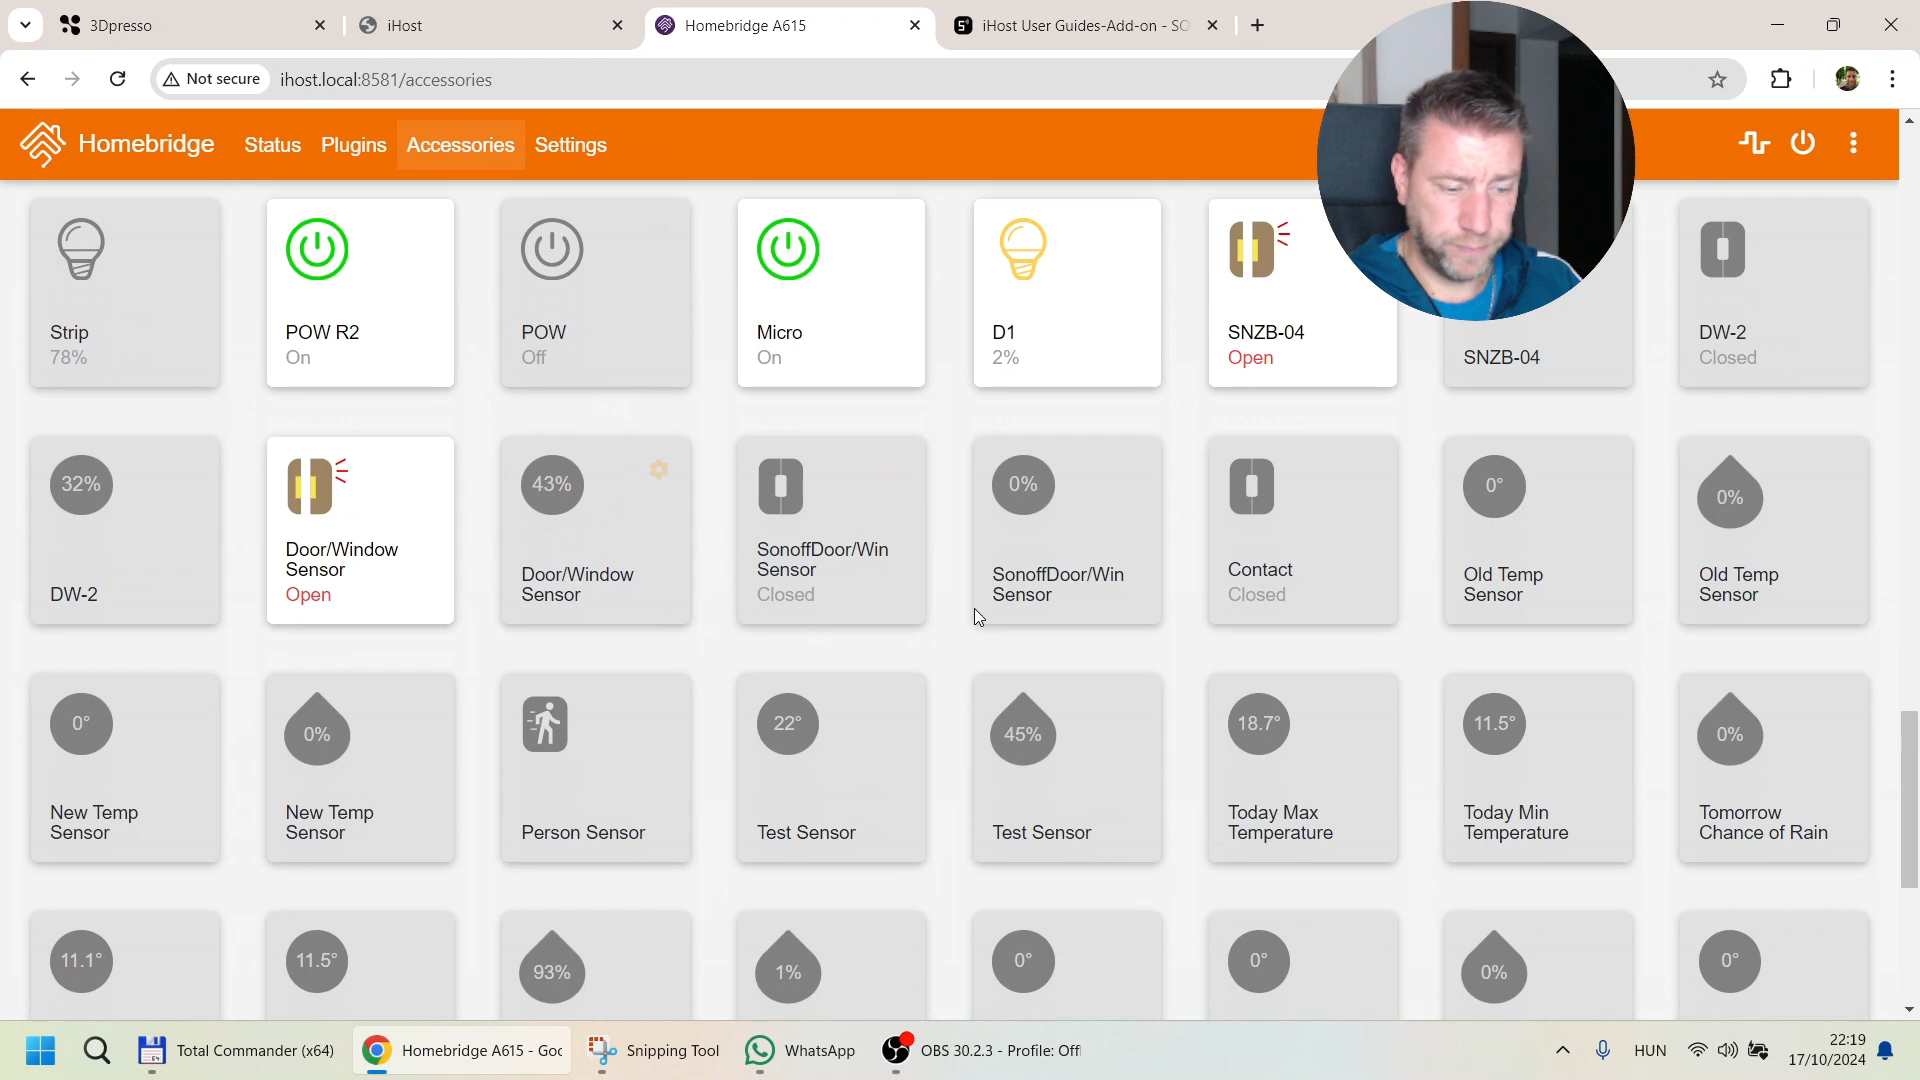 3Dpresso
iHost
Homebridge A615
iHost User Guides-Add-on - SO
Not secure
ihost.local:8581/accessories
Homebridge
Status
Plugins
Accessories
Settings
Strip
78%
POW R2
On
POW
Off
Micro
On
D1
2%
SNZB-04
Open
SNZB-04
DW-2
Closed
32%
DW-2
Door/Window
Sensor
Open
43%
Door/Window
Sensor
SonoffDoor/Win
Sensor
Closed
0%
SonoffDoor/Win
Sensor
Contact
Closed
0°
Old Temp
Sensor
0%
Old Temp
Sensor
0°
New Temp
Sensor
0%
New Temp
Sensor
Person Sensor
22°
Test Sensor
45%
Test Sensor
18.7°
Today Max
Temperature
11.5°
Today Min
Temperature
0%
Tomorrow
Chance of Rain
11.1°
11.5°
93%
1%
0°
0°
0%
0°
Total Commander (x64)
Homebridge A615 - Goo
Snipping Tool
WhatsApp
OBS 30.2.3 - Profile: Offi
HUN
22:19
17/10/2024